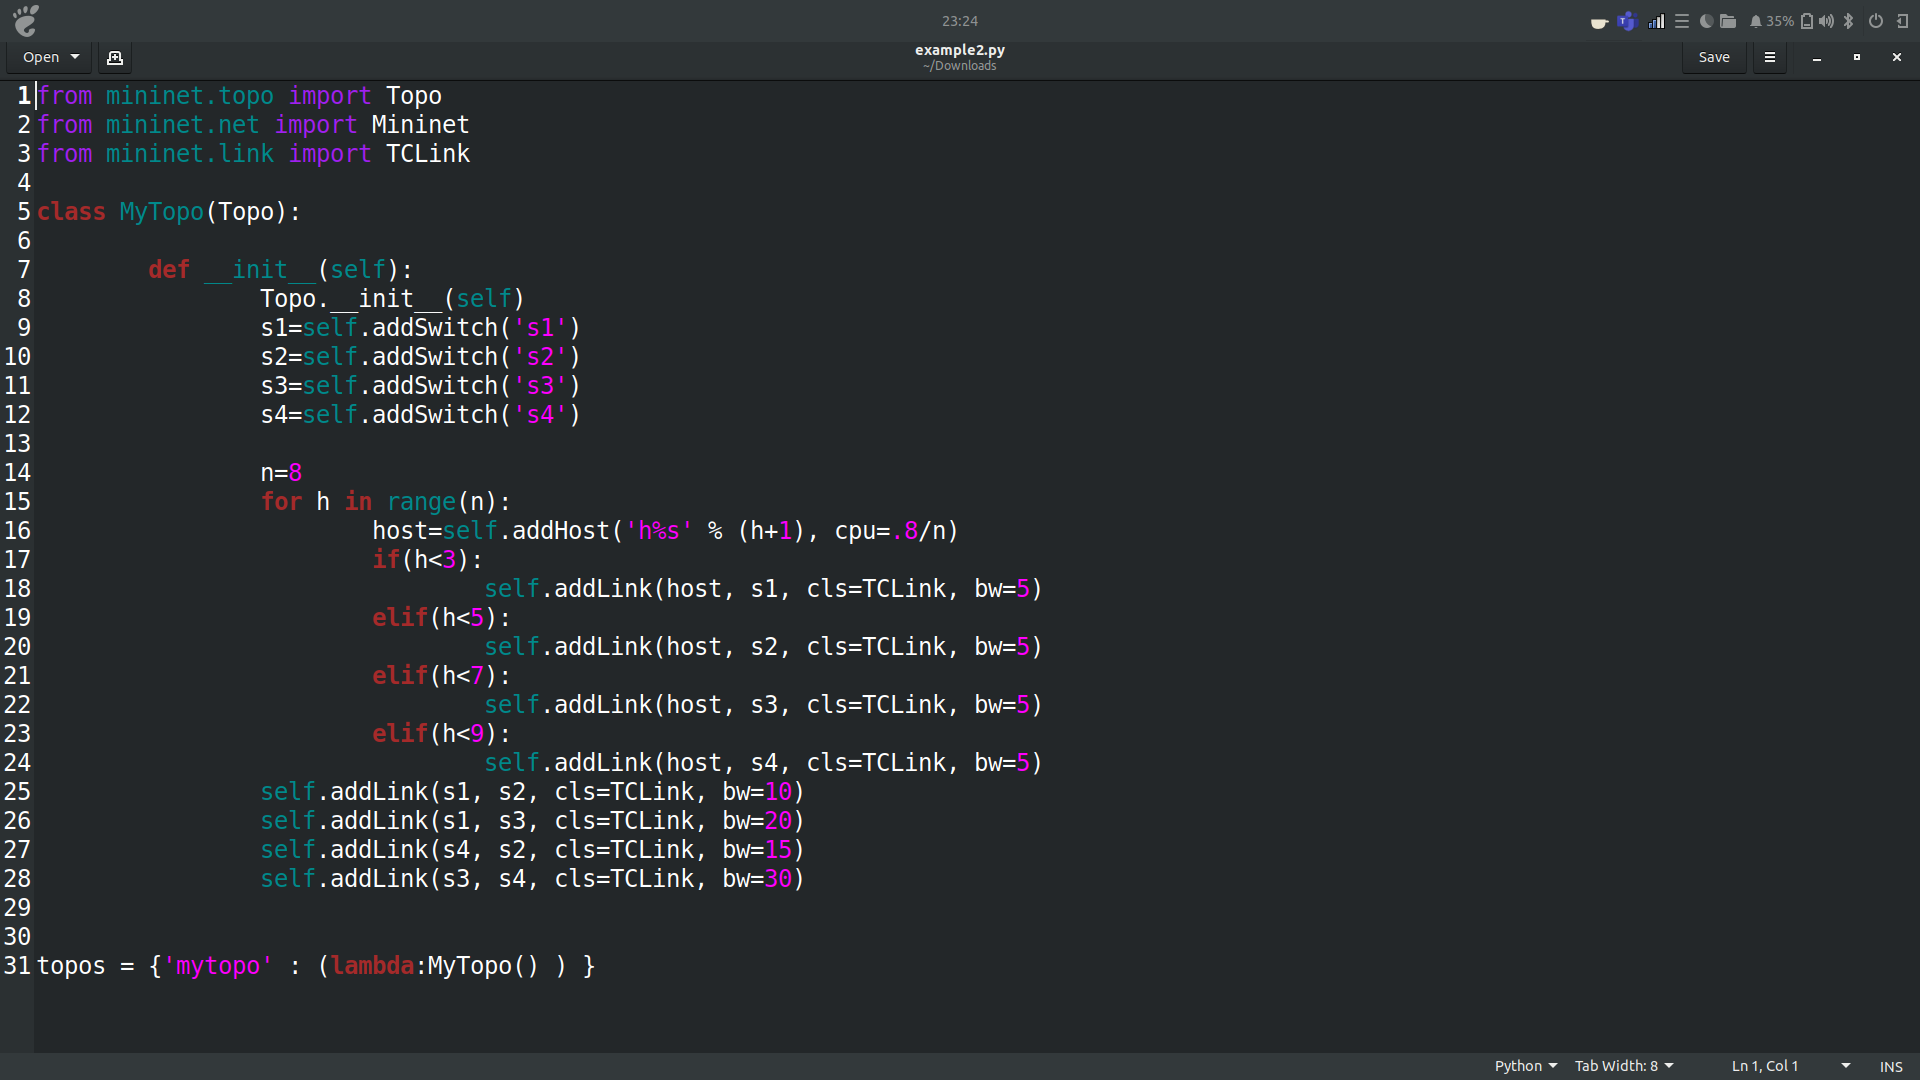 23:24
35%
Open
example2.py
~/Downloads
Save
1 from mininet.topo import Topo
2 from mininet.net import Mininet
3 from mininet.link import TCLink
4
5 class MyTopo(Topo):
6
7 def __init__(self):
8 Topo.__init__(self)
9 s1=self.addSwitch('s1')
10 s2=self.addSwitch('s2')
11 s3=self.addSwitch('s3')
12 s4=self.addSwitch('s4')
13
14 n=8
15 for h in range(n):
16 host=self.addHost('h%s' % (h+1), cpu=.8/n)
17 if(h<3):
18 self.addLink(host, s1, cls=TCLink, bw=5)
19 elif(h<5):
20 self.addLink(host, s2, cls=TCLink, bw=5)
21 elif(h<7):
22 self.addLink(host, s3, cls=TCLink, bw=5)
23 elif(h<9):
24 self.addLink(host, s4, cls=TCLink, bw=5)
25 self.addLink(s1, s2, cls=TCLink, bw=10)
26 self.addLink(s1, s3, cls=TCLink, bw=20)
27 self.addLink(s4, s2, cls=TCLink, bw=15)
28 self.addLink(s3, s4, cls=TCLink, bw=30)
29
30
31 topos = {'mytopo' : (lambda:MyTopo() ) }
Python Tab Width: 8 Ln 1, Col 1 INS